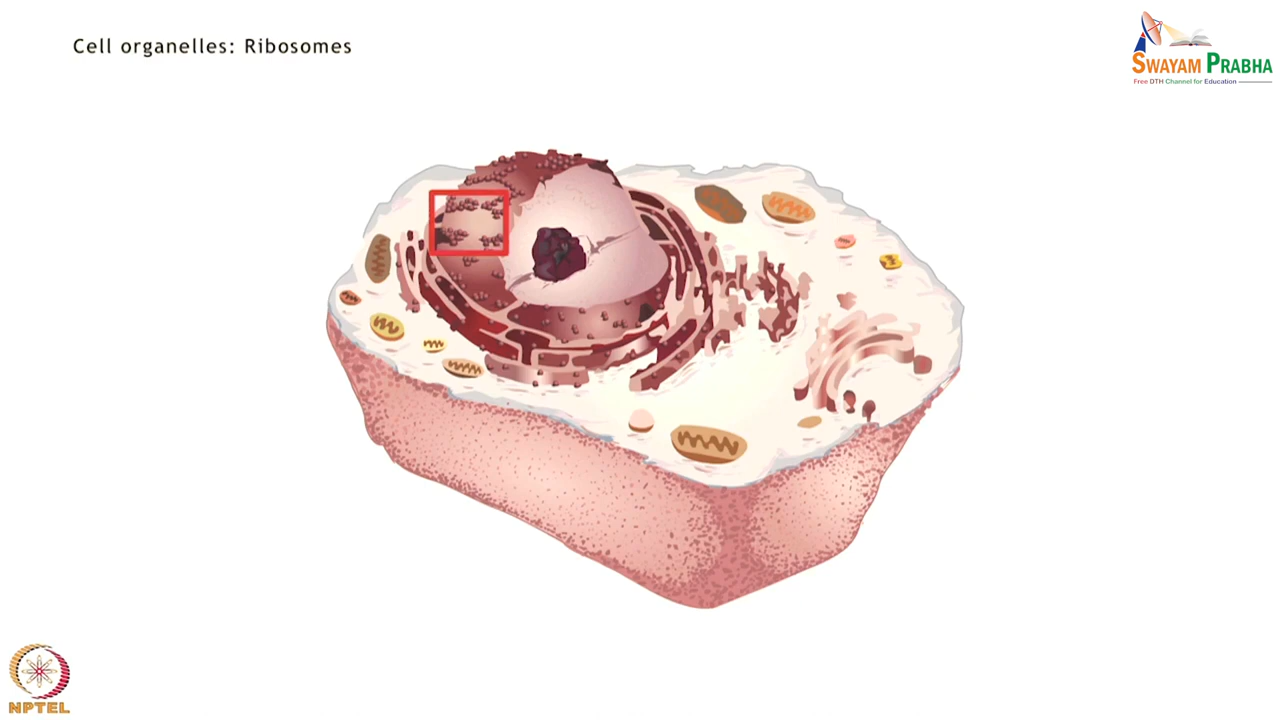 Cell organelles: Ribosomes
SWAYAM PRABHA
Free DTH Channel for Education
NPTEL